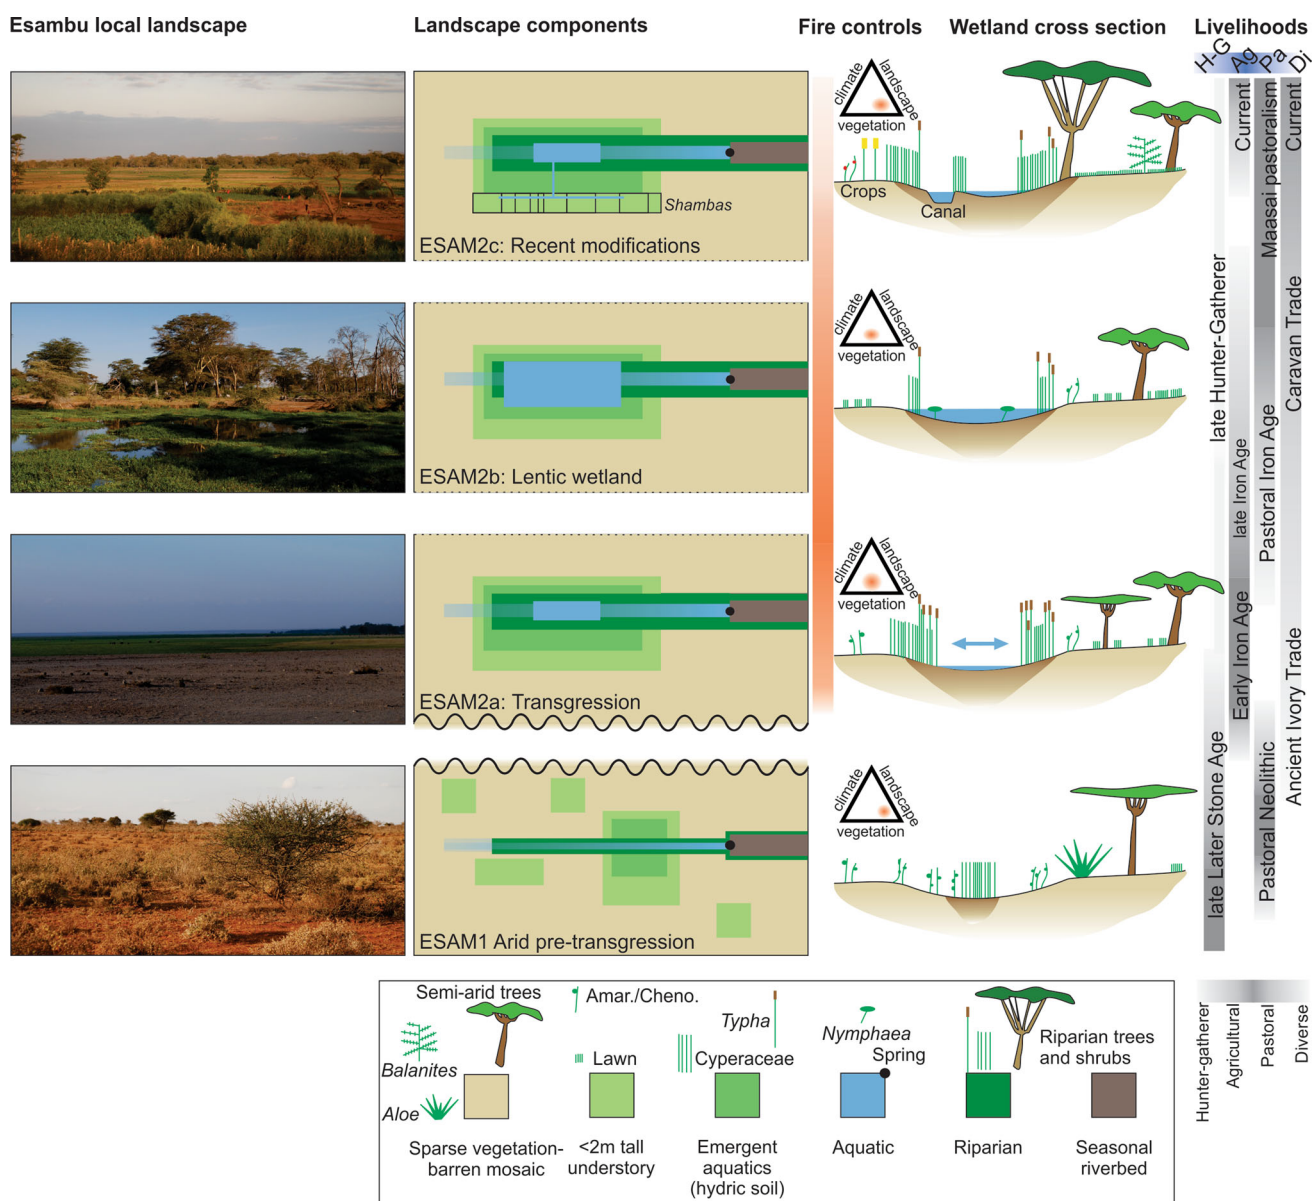 Esambu local landscape
Landscape components
Fire controls
Wetland cross section
Livelihoods
H-G
Ag
Pa
Di
climate
landscape
vegetation
Crops
Canal
Shambas
ESAM2c: Recent modifications
climate
landscape
vegetation
ESAM2b: Lentic wetland
climate
landscape
vegetation
ESAM2a: Transgression
climate
landscape
vegetation
ESAM1 Arid pre-transgression
late Hunter-Gatherer
late Later Stone Age
Current
late Iron Age
Early Iron Age
Maasai pastoralism
Pastoral Iron Age
Pastoral Neolithic
Current
Caravan Trade
Ancient Ivory Trade
Semi-arid trees
Balanites
Aloe
Sparse vegetation-
barren mosaic
Amar./Cheno.
Lawn
<2m tall
understory
Typha
Cyperaceae
Emergent
aquatics
(hydric soil)
Nymphaea
Spring
Aquatic
Riparian trees
and shrubs
Riparian
Seasonal
riverbed
Hunter-gatherer
Agricultural
Pastoral
Diverse